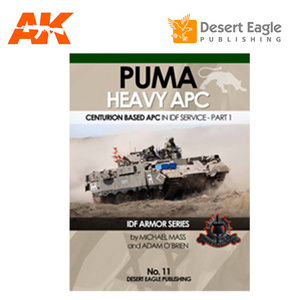 AK
Desert Eagle
PUBLISHING
PUMA
HEAVY APC
CENTURION BASED APC IN IDF SERVICE - PART 1
IDF ARMOR SERIES
by MICHAEL MASS
and ADAM O'BRIEN
No. 11
DESERT EAGLE PUBLISHING